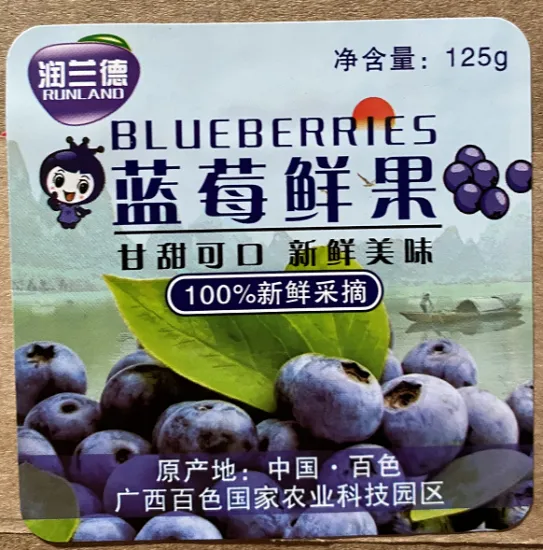 净含量：125g
润兰德
RUNLAND
BLUEBERRIES
蓝莓鲜果
甘甜可口 新鲜美味
100%新鲜采摘
原产地：中国·百色
广西百色国家农业科技园区